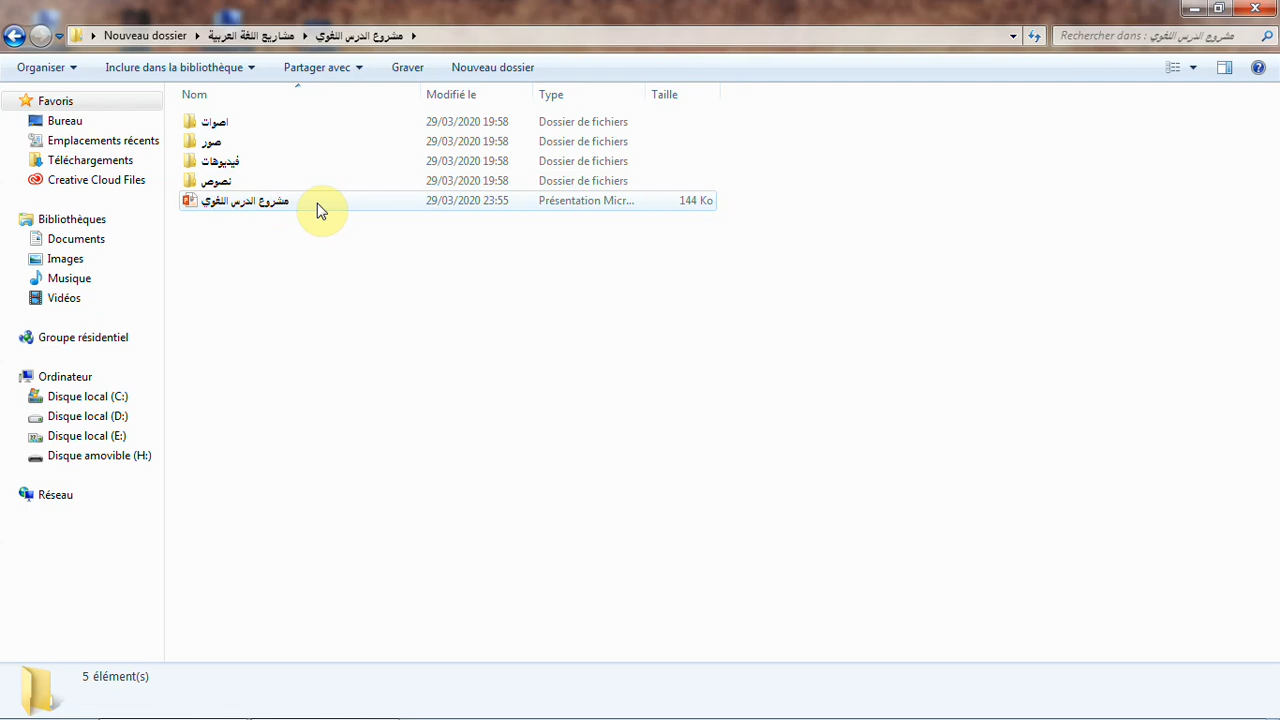 Nouveau dossier مشاريع اللغة العربية مشروع الدرس اللغوي
Rechercher dans : مشروع الدرس اللغوي
Organiser Inclure dans la bibliothèque Partager avec Graver Nouveau dossier
Nom Modifié le Type Taille
اصوات 29/03/2020 19:58 Dossier de fichiers
صور 29/03/2020 19:58 Dossier de fichiers
فيديوهات 29/03/2020 19:58 Dossier de fichiers
نصوص 29/03/2020 19:58 Dossier de fichiers
مشروع الدرس اللغوي 29/03/2020 23:55 Présentation Micr... 144 Ko
Favoris
Bureau
Emplacements récents
Téléchargements
Creative Cloud Files
Bibliothèques
Documents
Images
Musique
Vidéos
Groupe résidentiel
Ordinateur
Disque local (C:)
Disque local (D:)
Disque local (E:)
Disque amovible (H:)
Réseau
5 élément(s)